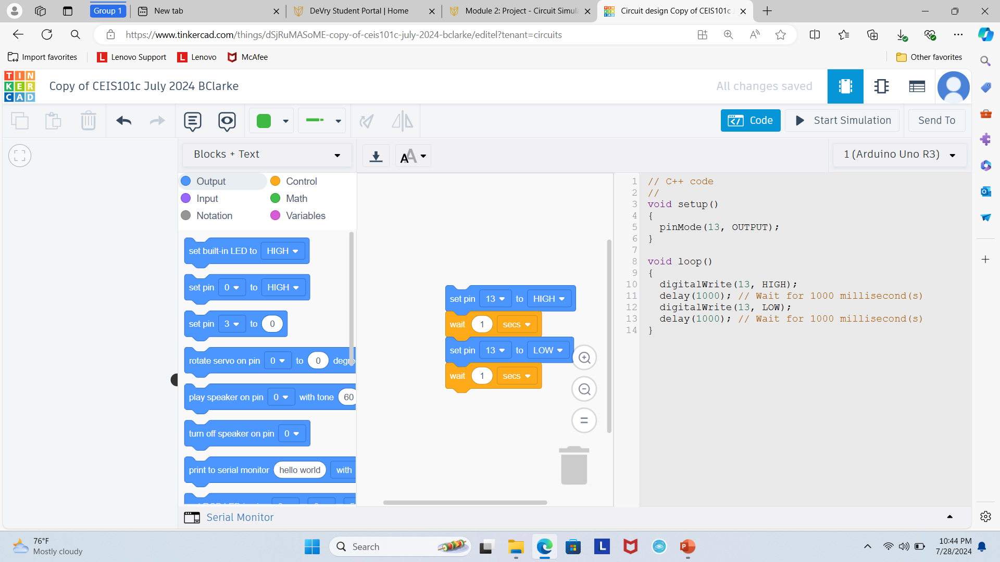 Group 1
New tab
DeVry Student Portal | Home
Module 2: Project - Circuit Simula
Circuit design Copy of CEIS101c J
https://www.tinkercad.com/things/dSjRuMASoME-copy-of-ceis101c-july-2024-bclarke/editel?tenant=circuits
Import favorites
L Lenovo Support
L Lenovo
McAfee
Other favorites
TIN
KER
CAD
Copy of CEIS101c July 2024 BClarke
All changes saved
Code
Start Simulation
Send To
Blocks + Text
AA
1 (Arduino Uno R3)
Output
Control
Input
Math
Notation
Variables
set built-in LED to HIGH
set pin 0 to HIGH
set pin 3 to 0
rotate servo on pin 0 to 0 degre
play speaker on pin 0 with tone 60
turn off speaker on pin 0
print to serial monitor hello world with
set pin 13 to HIGH
wait 1 secs
set pin 13 to LOW
wait 1 secs
1 // C++ code
2 //
3 void setup()
4 {
5 pinMode(13, OUTPUT);
6 }
7
8 void loop()
9 {
10 digitalWrite(13, HIGH);
11 delay(1000); // Wait for 1000 millisecond(s)
12 digitalWrite(13, LOW);
13 delay(1000); // Wait for 1000 millisecond(s)
14 }
Serial Monitor
76°F
Mostly cloudy
Search
L
P
10:44 PM
7/28/2024